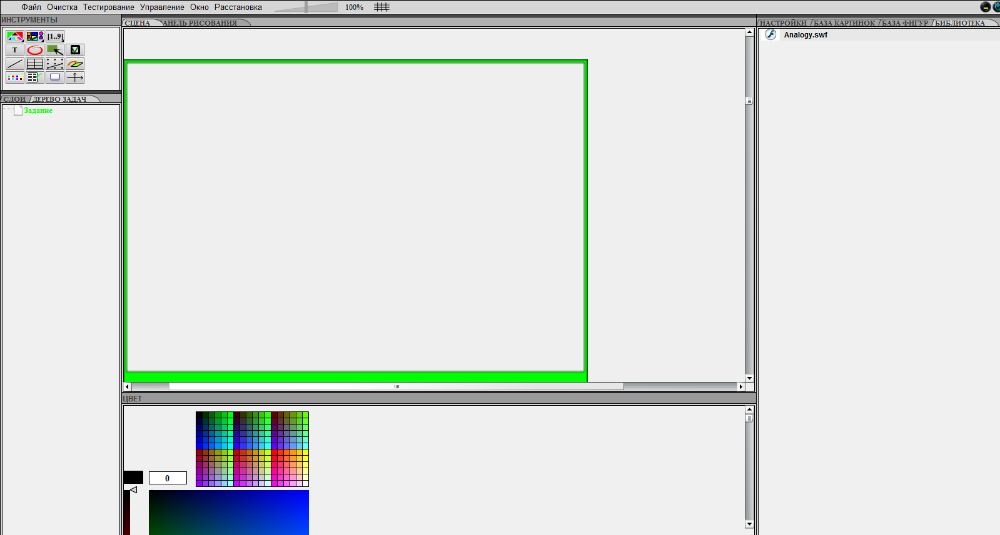 Файл Очистка Тестирование Управление Окно Расстановка 100%
ИНСТРУМЕНТЫ
СЦЕНА АНЕЛЬ РИСОВАНИЯ
НАСТРОЙКИ БАЗА КАРТИНОК БАЗА ФИГУР БИБЛИОТЕКА
[1..9]
T
Analogy.swf
СЛОИ ДЕРЕВО ЗАДАЧ
Задание
ЦВЕТ
0